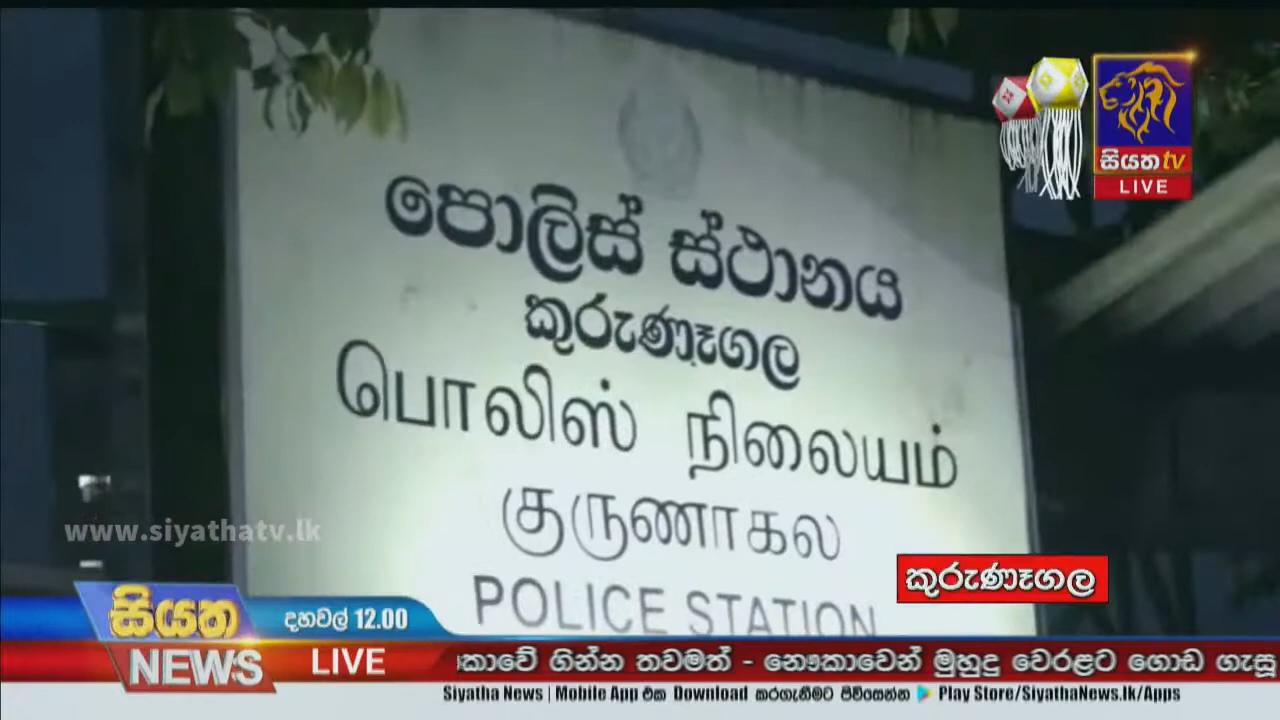 සියත tv
LIVE
පොලිස් ස්ථානය
කුරුණෑගල
பொலிஸ் நிலையம்
குருணாகல
POLICE STATION
www.siyathatv.lk
කුරුණෑගල
සියත
NEWS
දහවල් 12.00
LIVE
ගින්න තවමත් - නෞකාවෙන් මුහුදු වෙරළට ගොඩ ගැසූ
Siyatha News | Mobile App එක Download කරගැනීමට පිවිසෙන්න Play Store/SiyathaNews.lk/Apps